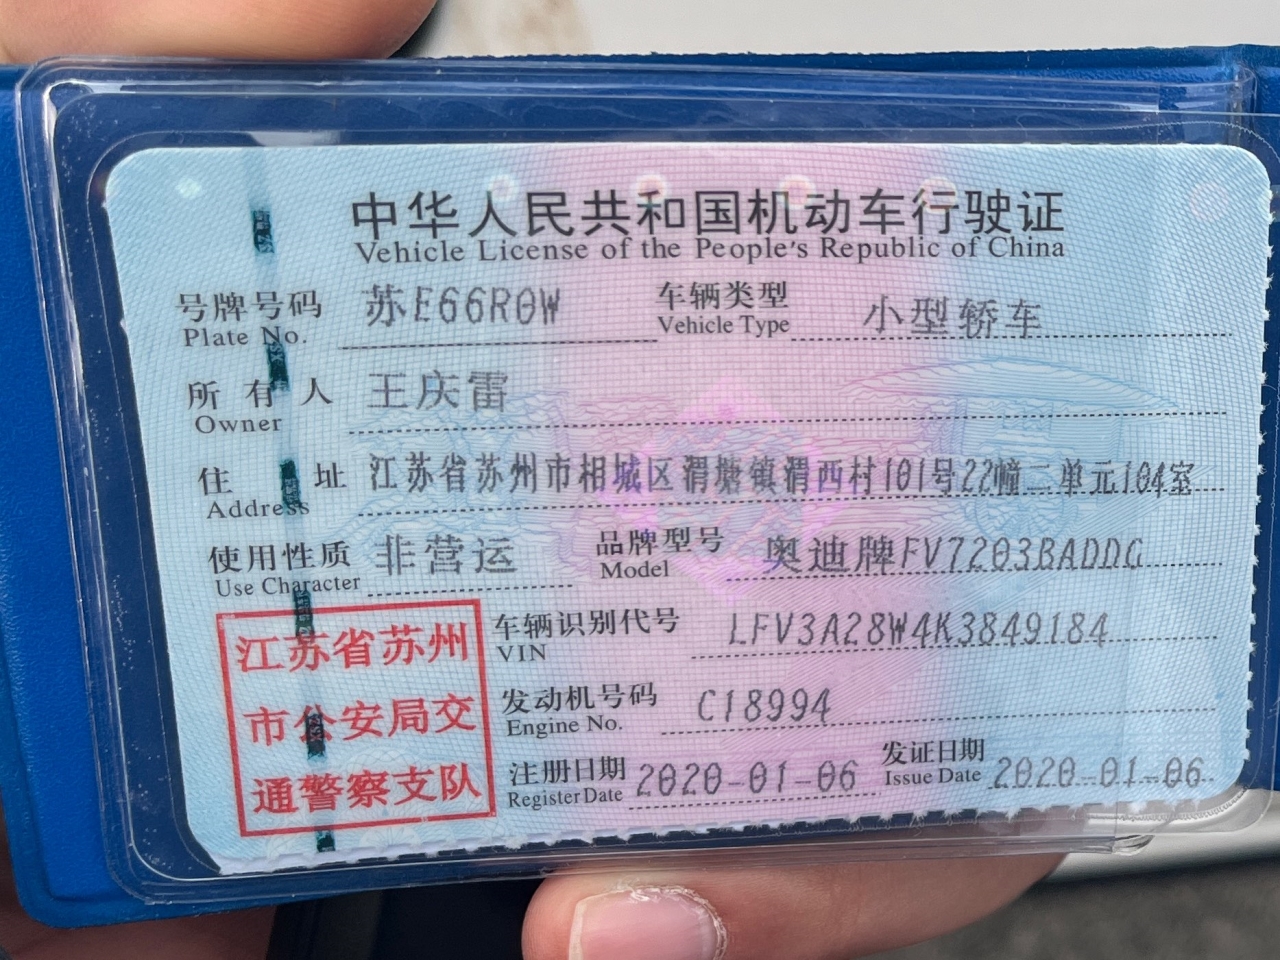 中华人民共和国机动车行驶证
Vehicle License of the People's Republic of China
号牌号码 苏E66R0W 车辆类型 小型轿车
Plate No. Vehicle Type
所有人 王庆雷
Owner
住址 江苏省苏州市相城区渭塘镇渭西村101号22幢二单元104室
Address
使用性质 非营运 品牌型号 奥迪牌FV7203BADDG
Use Character Model
江苏省苏州
市公安局交
通警察支队
车辆识别代号 LFV3A28W4K3849184
VIN
发动机号码 C18994
Engine No.
注册日期 2020-01-06 发证日期 2020-01-06
Register Date Issue Date